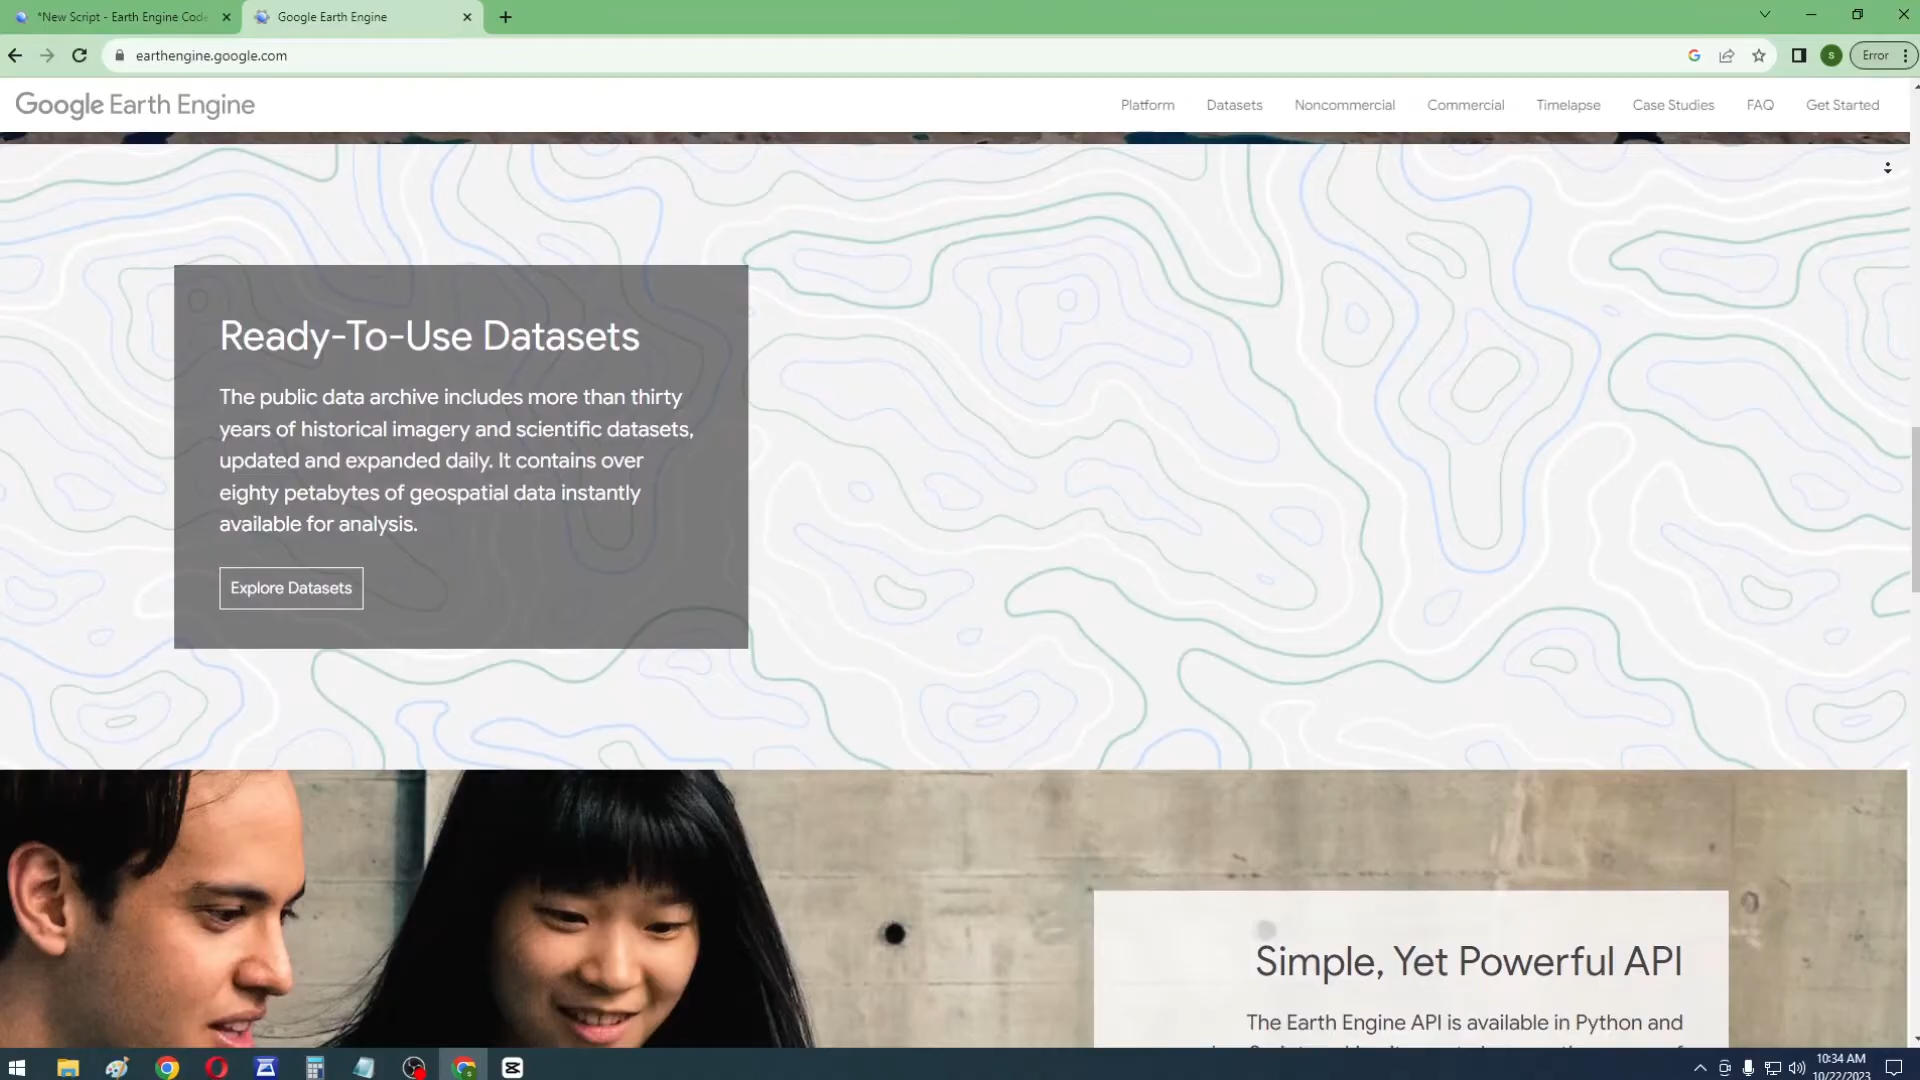 *New Script - Earth Engine Code
Google Earth Engine
earthengine.google.com
S
Error
Google Earth Engine
Platform
Datasets
Noncommercial
Commercial
Timelapse
Case Studies
FAQ
Get Started
Ready-To-Use Datasets
The public data archive includes more than thirty
years of historical imagery and scientific datasets,
updated and expanded daily. It contains over
eighty petabytes of geospatial data instantly
available for analysis.
Explore Datasets
Simple, Yet Powerful API
The Earth Engine API is available in Python and
10:34 AM
10/22/2023